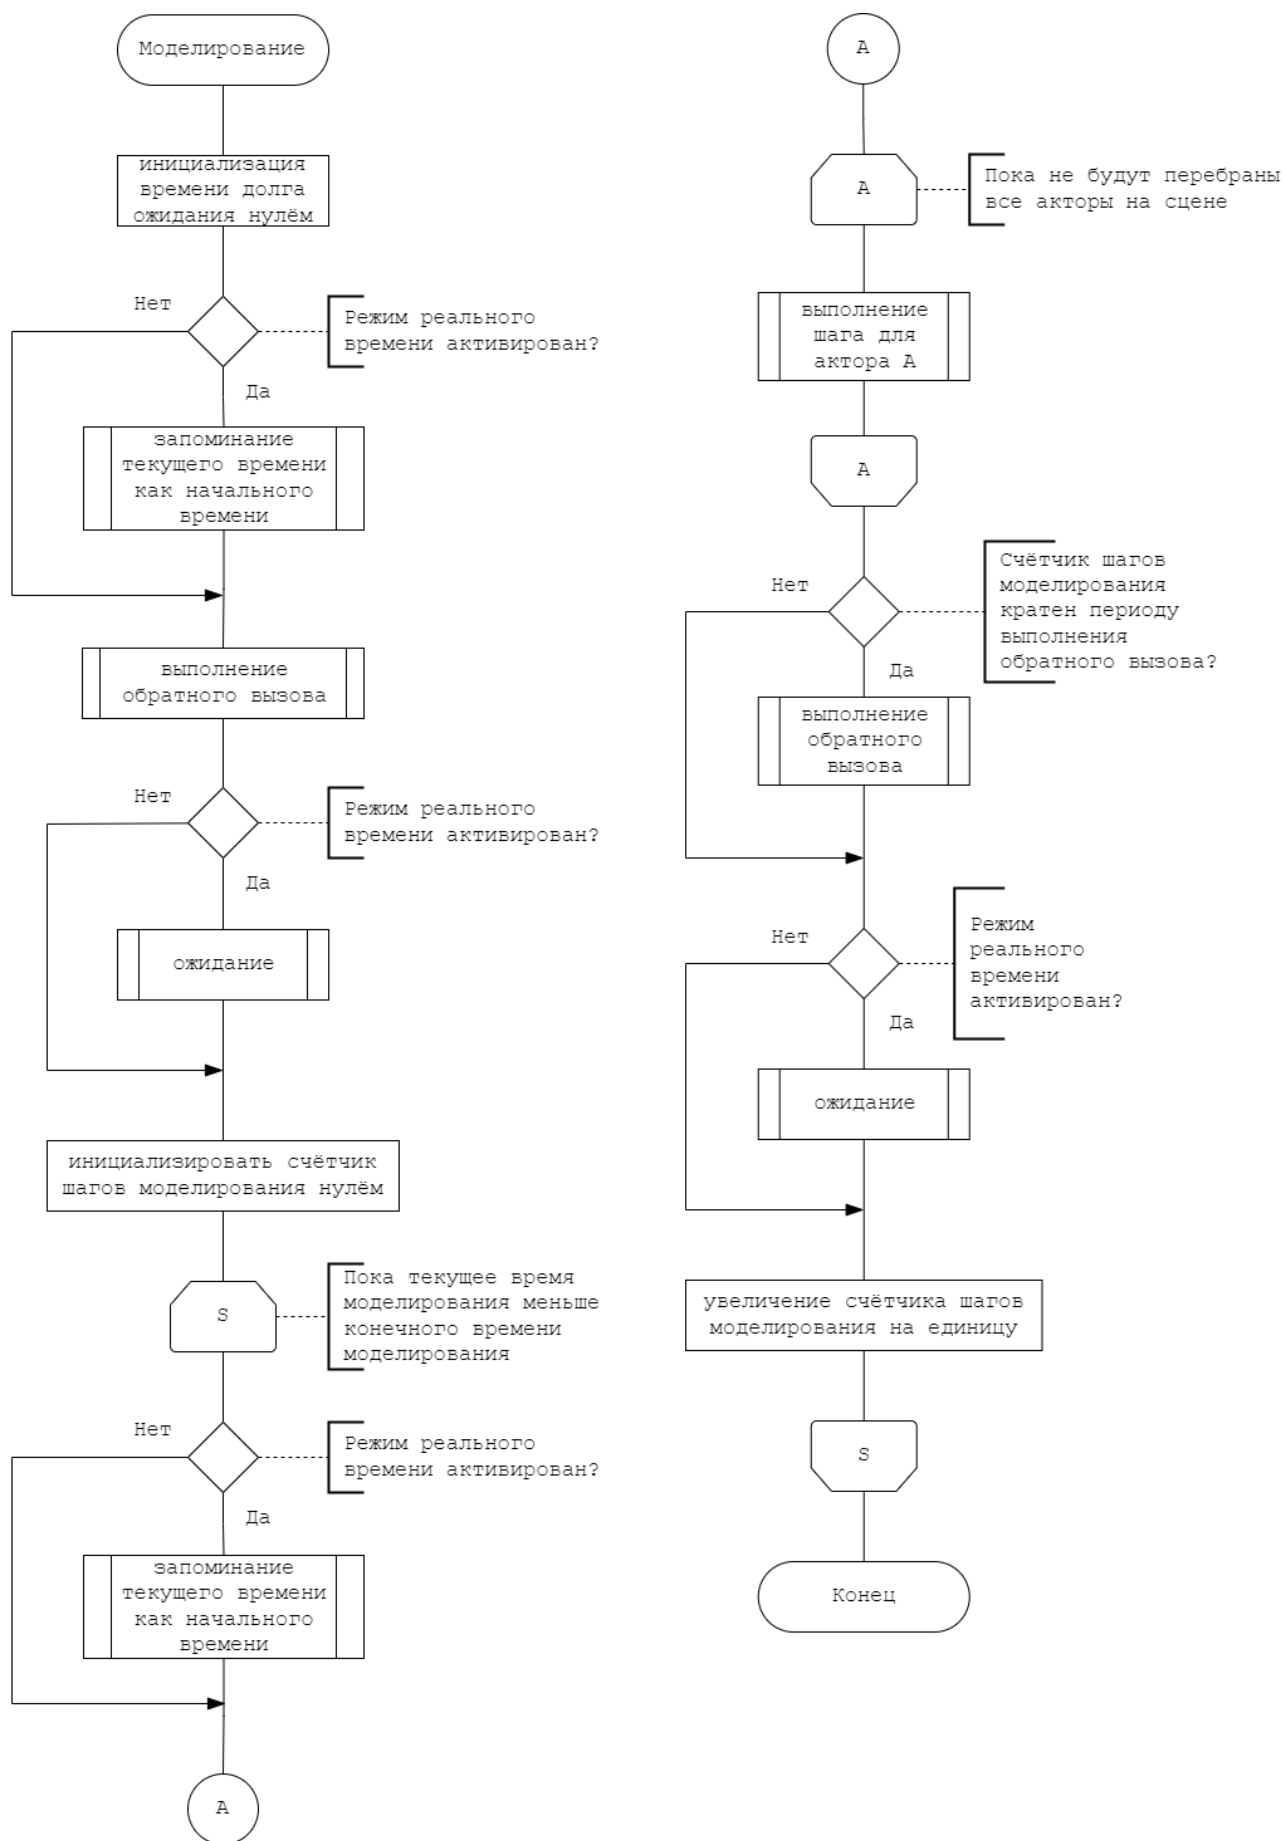 Моделирование
инициализация
времени долга
ожидания нулём
Нет
Режим реального
времени активирован?
Да
запоминание
текущего времени
как начального
времени
выполнение
обратного вызова
Нет
Режим реального
времени активирован?
Да
ожидание
инициализировать счётчик
шагов моделирования нулём
S
Пока текущее время
моделирования меньше
конечного времени
моделирования
Нет
Режим реального
времени активирован?
Да
запоминание
текущего времени
как начального
времени
А
А
А
Пока не будут перебраны
все акторы на сцене
выполнение
шага для
актора А
А
Нет
Счётчик шагов
моделирования
кратен периоду
выполнения
обратного вызова?
Да
выполнение
обратного
вызова
Нет
Режим
реального
времени
активирован?
Да
ожидание
увеличение счётчика шагов
моделирования на единицу
S
Конец